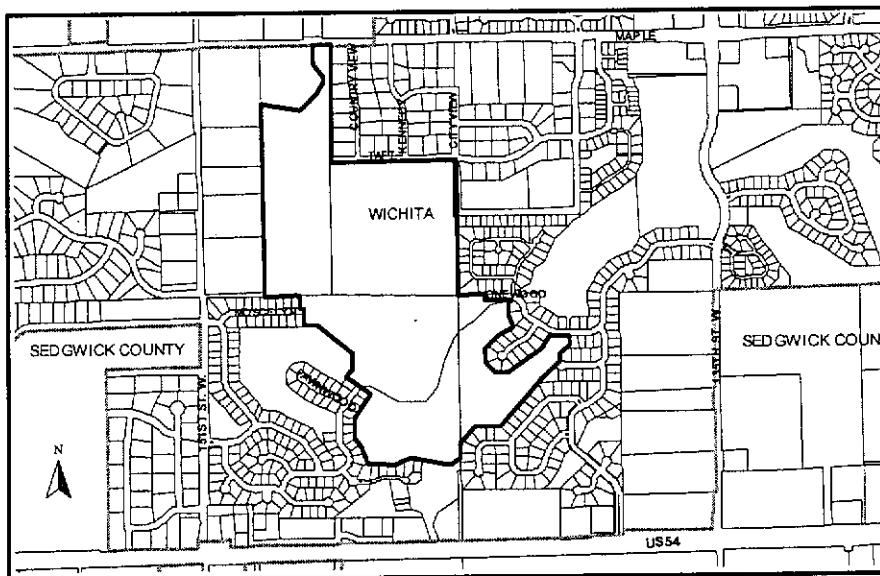 MAPLE
COUNTRY VIEW
KENNEDY
CITY VIEW
TAFT
WICHITA
SEDGWICK COUNTY
SEDGWICK COUN
151ST ST. W.
135TH ST. W
N
US54